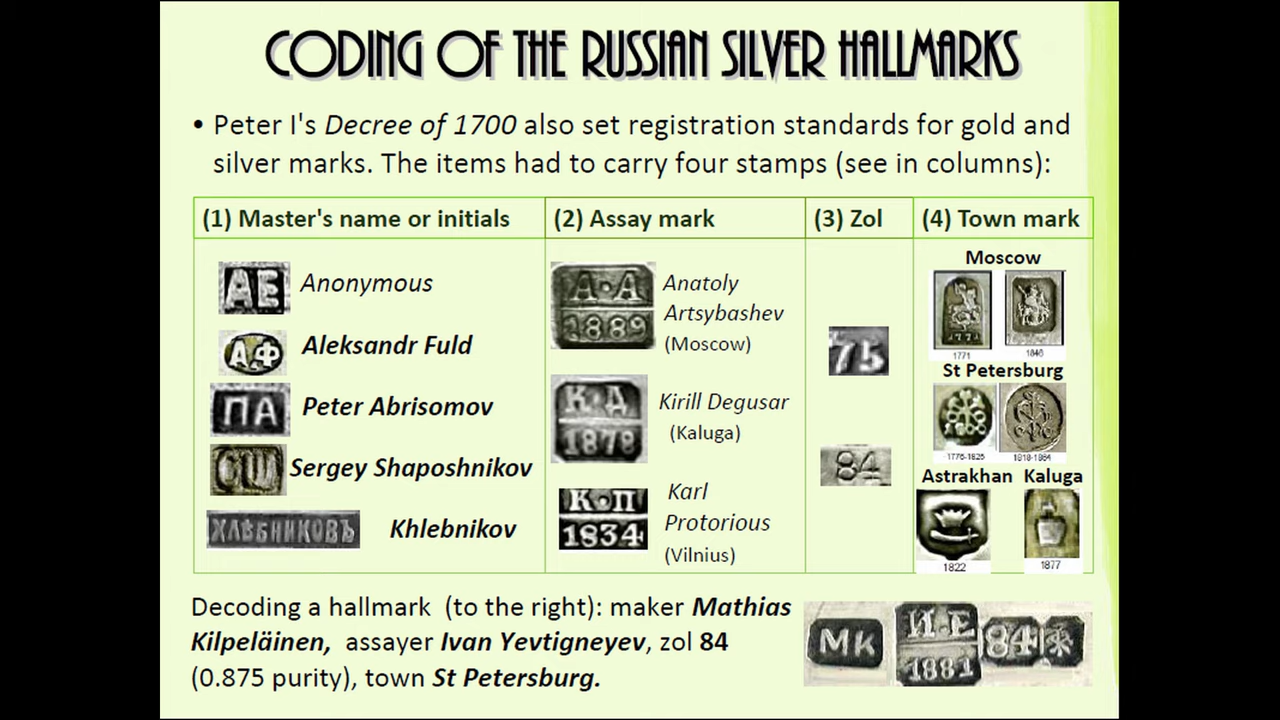 CODING OF THE RUSSIAN SILVER HALLMARKS
• Peter I's Decree of 1700 also set registration standards for gold and
silver marks. The items had to carry four stamps (see in columns):
(1) Master's name or initials
(2) Assay mark
(3) Zol
(4) Town mark
АЕ Anonymous
АФ Aleksandr Fuld
ПА Peter Abrisomov
СШ Sergey Shaposhnikov
ХЛѢБНИКОВЪ Khlebnikov
А·А
1889
Anatoly
Artsybashev
(Moscow)
К Д
1878
Kirill Degusar
(Kaluga)
К·П
1834
Karl
Protorious
(Vilnius)
75
84
Moscow
1771
1771
1846
St Petersburg
1776-1825
1818-1864
Astrakhan Kaluga
1822
1877
Decoding a hallmark (to the right): maker Mathias
Kilpeläinen, assayer Ivan Yevtigneyev, zol 84
(0.875 purity), town St Petersburg.
MK
И.Е
1881
84